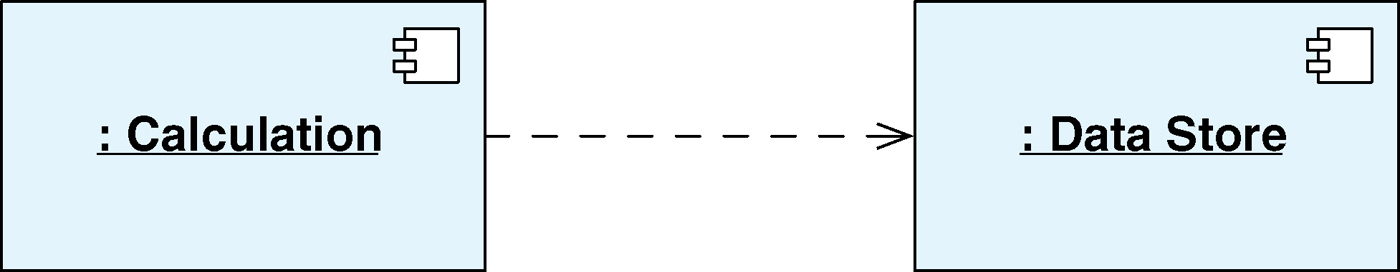 : Calculation
: Data Store